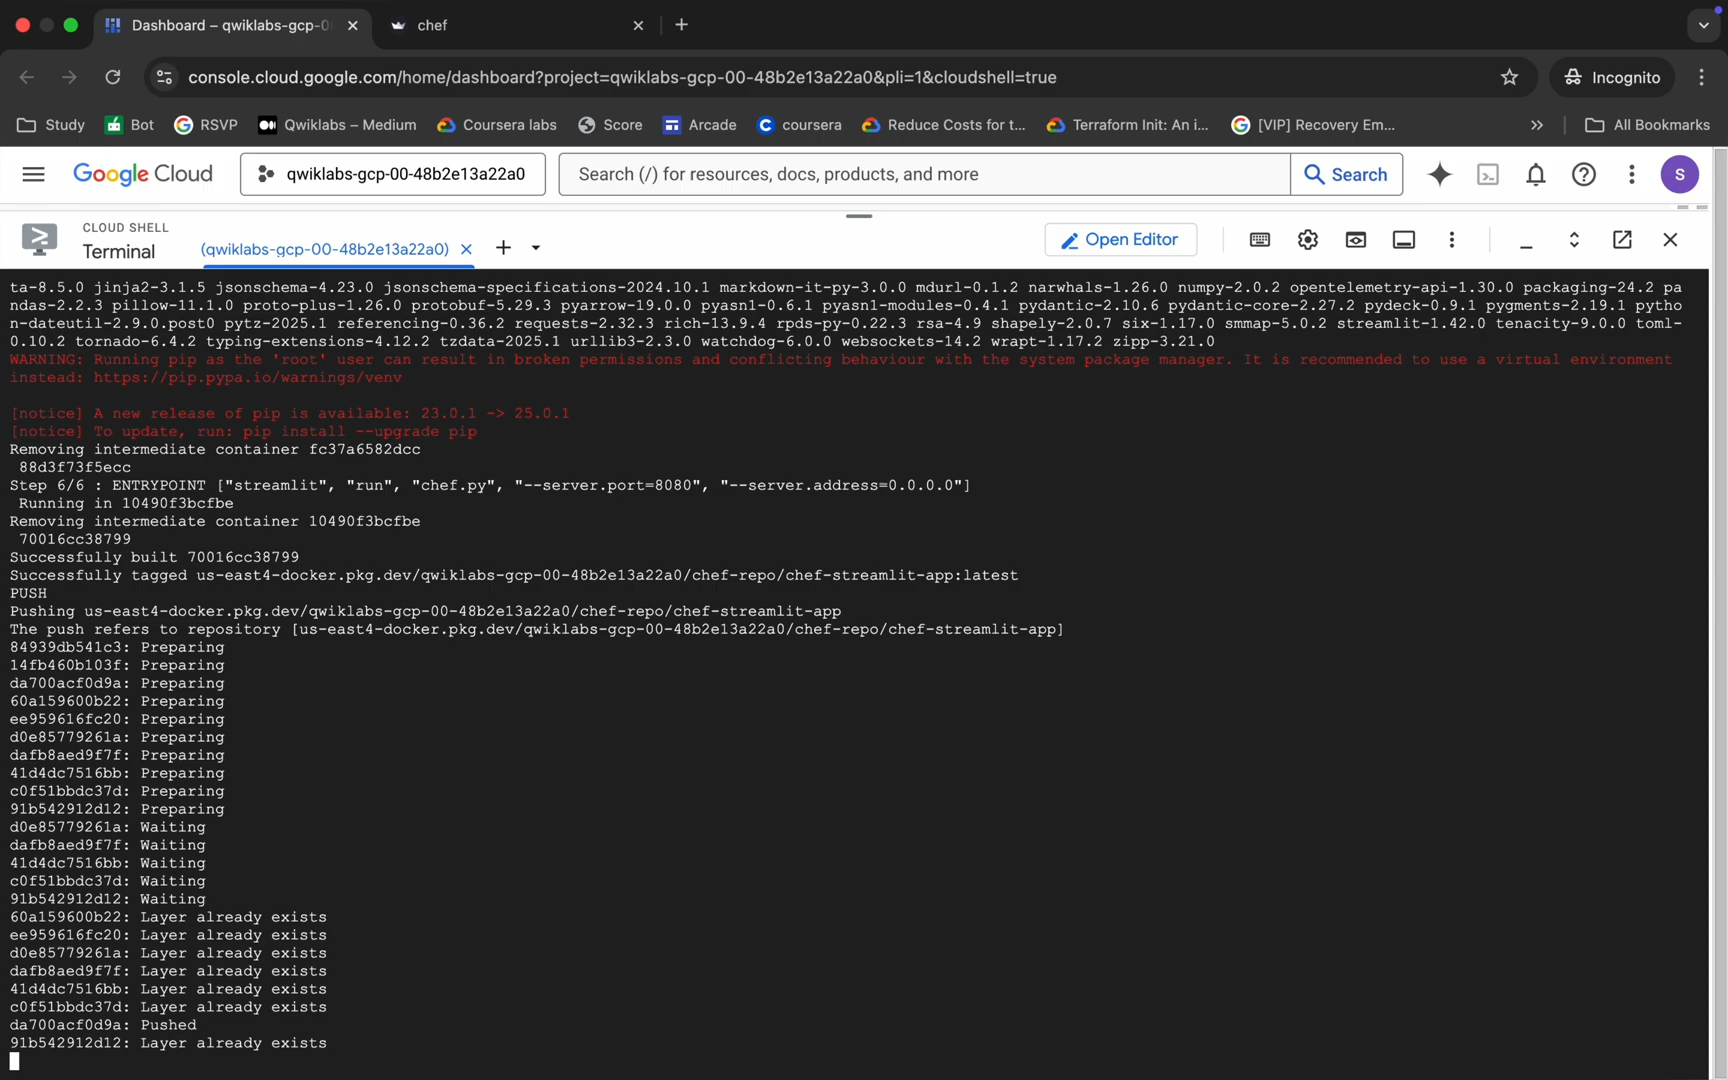 Dashboard – qwiklabs-gcp-0
chef
console.cloud.google.com/home/dashboard?project=qwiklabs-gcp-00-48b2e13a22a0&pli=1&cloudshell=true
Incognito
Study
Bot
RSVP
Qwiklabs – Medium
Coursera labs
Score
Arcade
coursera
Reduce Costs for t...
Terraform Init: An i...
[VIP] Recovery Em...
All Bookmarks
Google Cloud
qwiklabs-gcp-00-48b2e13a22a0
Search (/) for resources, docs, products, and more
Search
S
CLOUD SHELL
Terminal
(qwiklabs-gcp-00-48b2e13a22a0)
Open Editor
ta-8.5.0 jinja2-3.1.5 jsonschema-4.23.0 jsonschema-specifications-2024.10.1 markdown-it-py-3.0.0 mdurl-0.1.2 narwhals-1.26.0 numpy-2.0.2 opentelemetry-api-1.30.0 packaging-24.2 pa
ndas-2.2.3 pillow-11.1.0 proto-plus-1.26.0 protobuf-5.29.3 pyarrow-19.0.0 pyasn1-0.6.1 pyasn1-modules-0.4.1 pydantic-2.10.6 pydantic-core-2.27.2 pydeck-0.9.1 pygments-2.19.1 pytho
n-dateutil-2.9.0.post0 pytz-2025.1 referencing-0.36.2 requests-2.32.3 rich-13.9.4 rpds-py-0.22.3 rsa-4.9 shapely-2.0.7 six-1.17.0 smmap-5.0.2 streamlit-1.42.0 tenacity-9.0.0 toml-
0.10.2 tornado-6.4.2 typing-extensions-4.12.2 tzdata-2025.1 urllib3-2.3.0 watchdog-6.0.0 websockets-14.2 wrapt-1.17.2 zipp-3.21.0
WARNING: Running pip as the 'root' user can result in broken permissions and conflicting behaviour with the system package manager. It is recommended to use a virtual environment
instead: https://pip.pypa.io/warnings/venv
[notice] A new release of pip is available: 23.0.1 -> 25.0.1
[notice] To update, run: pip install --upgrade pip
Removing intermediate container fc37a6582dcc
88d3f73f5ecc
Step 6/6 : ENTRYPOINT ["streamlit", "run", "chef.py", "--server.port=8080", "--server.address=0.0.0.0"]
Running in 10490f3bcfbe
Removing intermediate container 10490f3bcfbe
70016cc38799
Successfully built 70016cc38799
Successfully tagged us-east4-docker.pkg.dev/qwiklabs-gcp-00-48b2e13a22a0/chef-repo/chef-streamlit-app:latest
PUSH
Pushing us-east4-docker.pkg.dev/qwiklabs-gcp-00-48b2e13a22a0/chef-repo/chef-streamlit-app
The push refers to repository [us-east4-docker.pkg.dev/qwiklabs-gcp-00-48b2e13a22a0/chef-repo/chef-streamlit-app]
84939db541c3: Preparing
14fb460b103f: Preparing
da700acf0d9a: Preparing
60a159600b22: Preparing
ee959616fc20: Preparing
d0e85779261a: Preparing
dafb8aed9f7f: Preparing
41d4dc7516bb: Preparing
c0f51bbdc37d: Preparing
91b542912d12: Preparing
d0e85779261a: Waiting
dafb8aed9f7f: Waiting
41d4dc7516bb: Waiting
c0f51bbdc37d: Waiting
91b542912d12: Waiting
60a159600b22: Layer already exists
ee959616fc20: Layer already exists
d0e85779261a: Layer already exists
dafb8aed9f7f: Layer already exists
41d4dc7516bb: Layer already exists
c0f51bbdc37d: Layer already exists
da700acf0d9a: Pushed
91b542912d12: Layer already exists